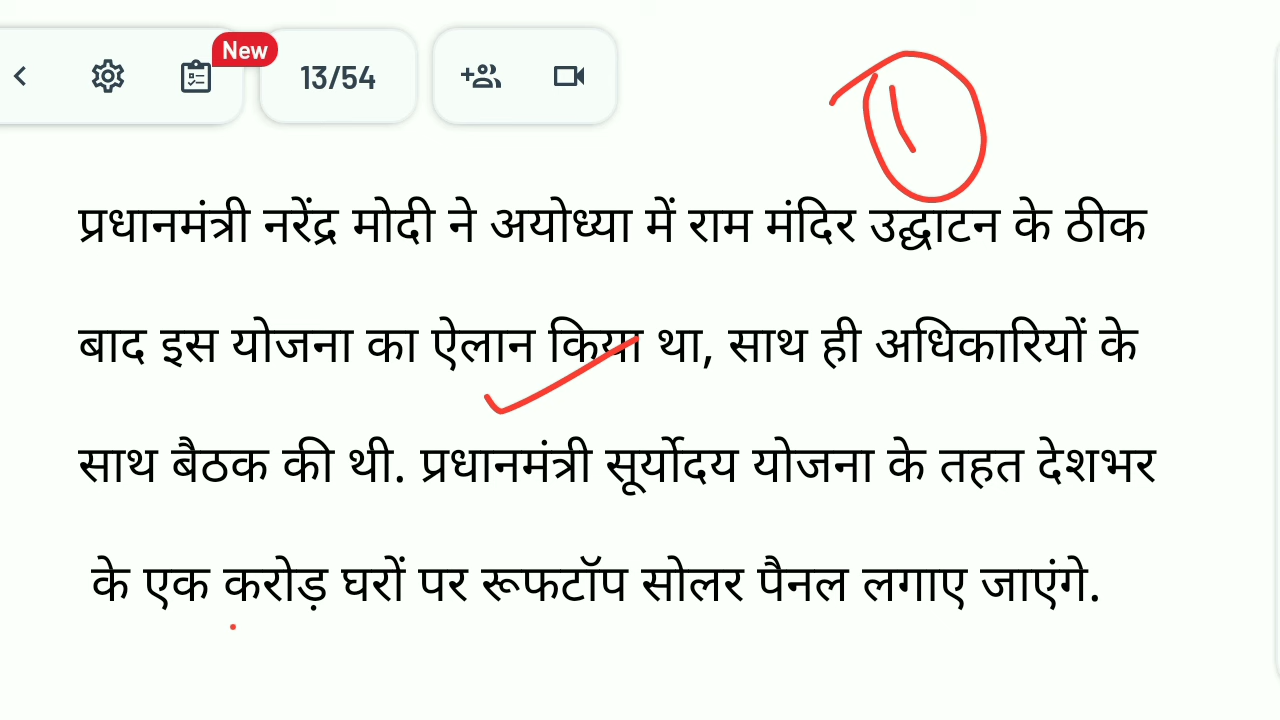 New
13/54
प्रधानमंत्री नरेंद्र मोदी ने अयोध्या में राम मंदिर उद्घाटन के ठीक
बाद इस योजना का ऐलान किया था, साथ ही अधिकारियों के
साथ बैठक की थी. प्रधानमंत्री सूर्योदय योजना के तहत देशभर
के एक करोड़ घरों पर रूफटॉप सोलर पैनल लगाए जाएंगे.